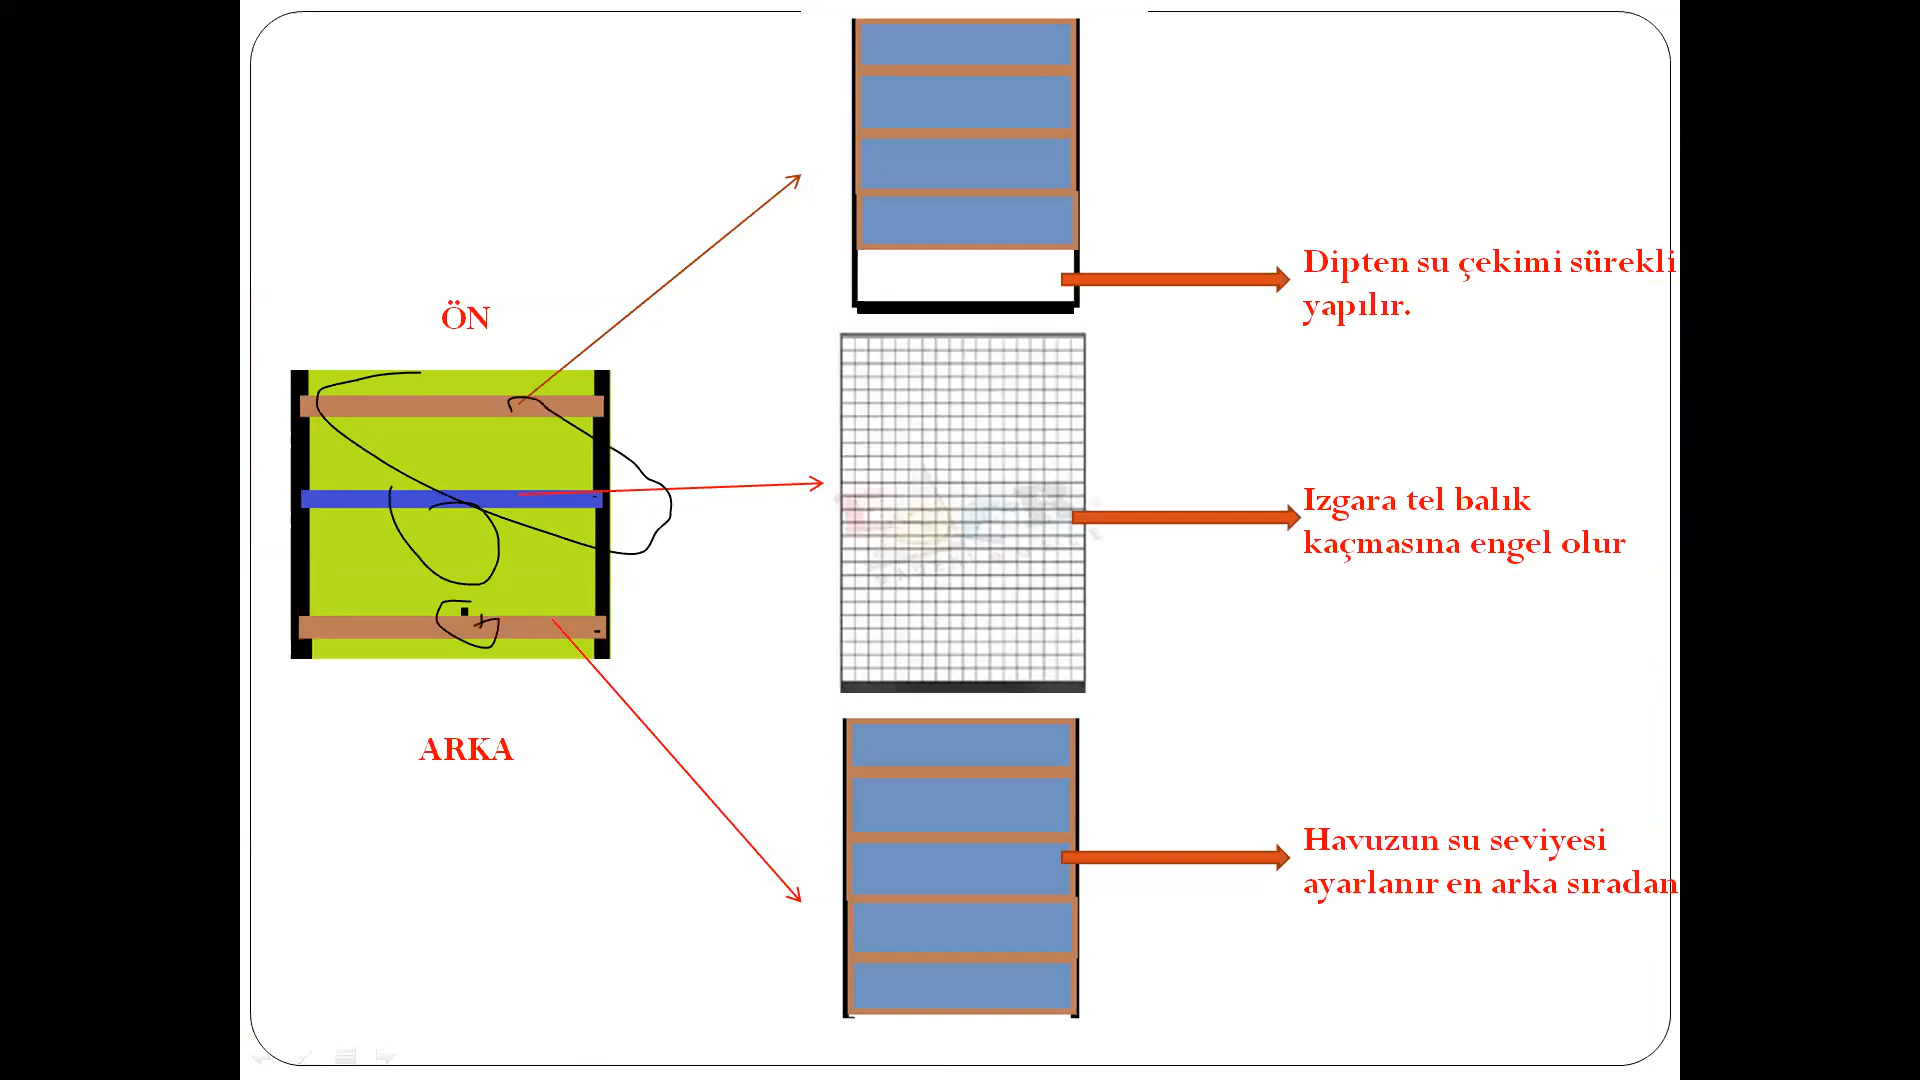 ÖN
Dipten su çekimi sürekli
yapılır.
Izgara tel balık
kaçmasına engel olur
ARKA
Havuzun su seviyesi
ayarlanır en arka sıradan